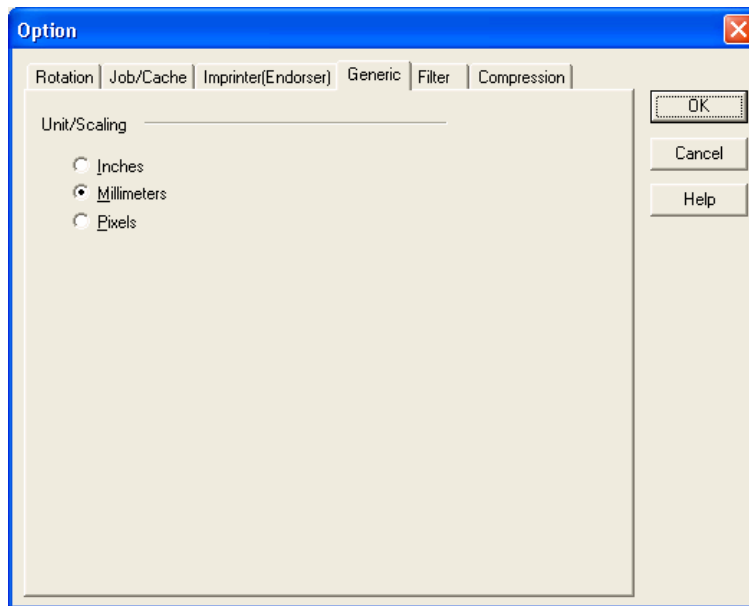 Option
Rotation Job/Cache Imprinter(Endorser) Generic Filter Compression
OK
Unit/Scaling
Cancel
Inches
Millimeters
Help
Pixels